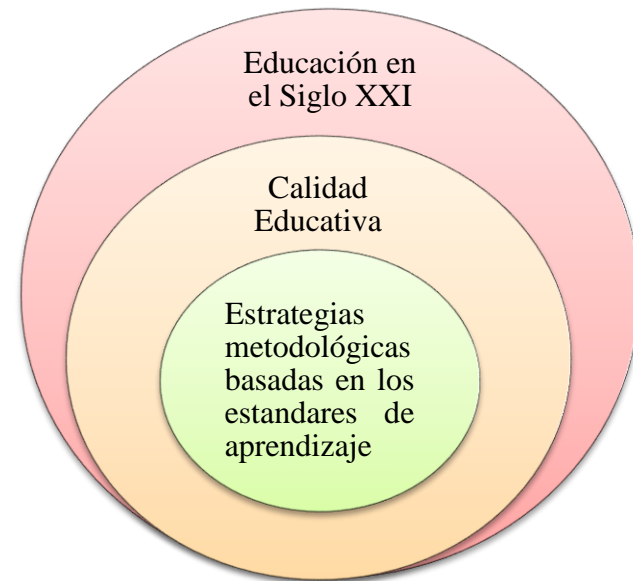 Educación en
el Siglo XXI
Calidad
Educativa
Estrategias
metodológicas
basadas en los
estandares de
aprendizaje